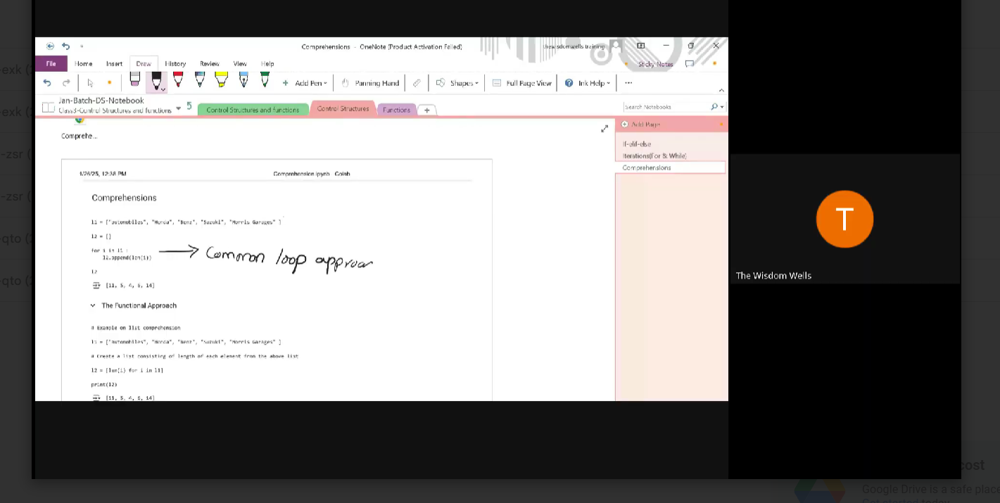 Comprehensions - OneNote (Product Activation Failed)
thewisdomwells training
File Home Insert Draw History Review View Help
Sticky Notes
Add Pen
Panning Hand
Shapes
Full Page View
Ink Help
Jan-Batch-DS-Notebook
Class3-Control Structures and functions
Control Structures and functions
Control Structures
Functions
Search Notebooks
Add Page
If-elif-else
Iterations(For & While)
Comprehensions
Comprehe...
1/26/25, 12:38 PM
Comprehension.ipynb - Colab
Comprehensions
l1 = ["automobiles", "Honda", "Benz", "Suzuki", "Morris Garages" ]
l2 = []
for i in l1 :
l2.append(len(i))
Common loop approa
l2
[11, 5, 4, 6, 14]
The Functional Approach
# Example on list comprehension
l1 = ["automobiles", "Honda", "Benz", "Suzuki", "Morris Garages" ]
# Create a list consisting of length of each element from the above list
l2 = [len(i) for i in l1]
print(l2)
[11, 5, 4, 6, 14]
T
The Wisdom Wells
-exk (
-exk (
-zsr (
-zsr (
-qto (
-qto (
cost
Google Drive is a safe place
Get started today